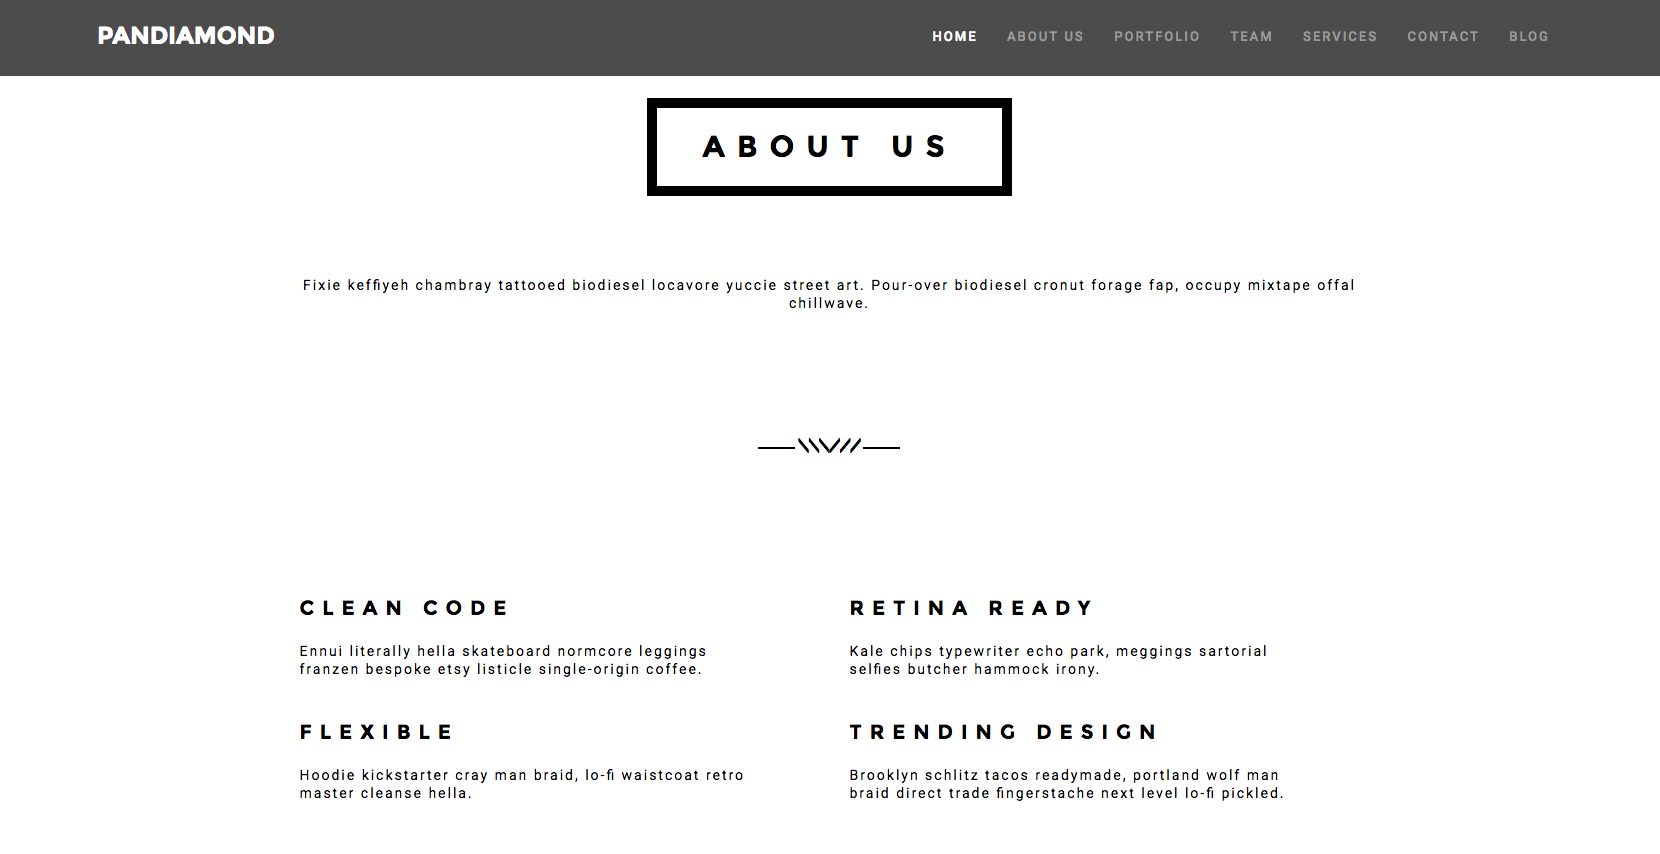 PANDIAMOND
HOME ABOUT US PORTFOLIO TEAM SERVICES CONTACT BLOG
ABOUT US
Fixie keffiyeh chambray tattooed biodiesel locavore yuccie street art. Pour-over biodiesel cronut forage fap, occupy mixtape offal
chillwave.
CLEAN CODE
Ennui literally hella skateboard normcore leggings
franzen bespoke etsy listicle single-origin coffee.
RETINA READY
Kale chips typewriter echo park, meggings sartorial
selfies butcher hammock irony.
FLEXIBLE
Hoodie kickstarter cray man braid, lo-fi waistcoat retro
master cleanse hella.
TRENDING DESIGN
Brooklyn schlitz tacos readymade, portland wolf man
braid direct trade fingerstache next level lo-fi pickled.